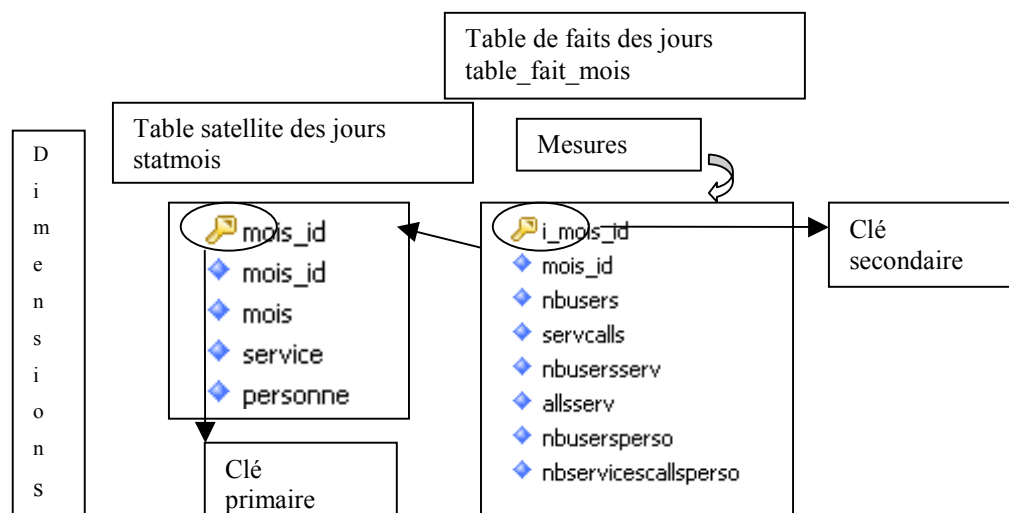 Table de faits des jours
table_fait_mois
Table satellite des jours
statmois
Mesures
D
i
m
e
n
s
i
o
n
s
mois_id
mois_id
mois
service
personne
Clé
primaire
i_mois_id
mois_id
nbusers
servcalls
nbusersserv
allsserv
nbusersperso
nbservicescallsperso
Clé
secondaire